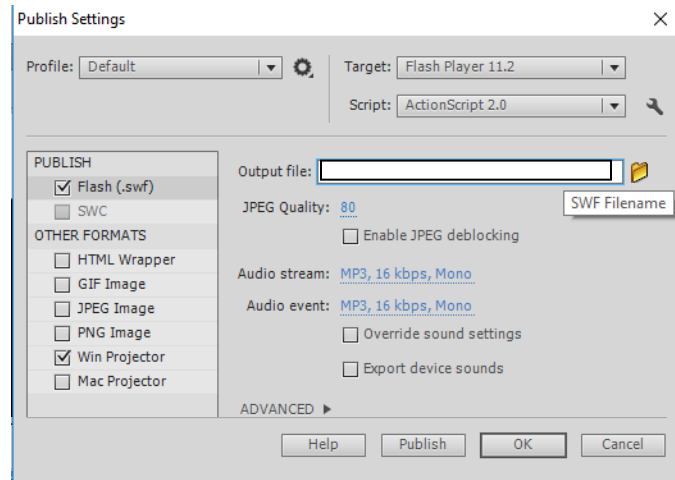 Publish Settings
Profile: Default
Target: Flash Player 11.2
Script: ActionScript 2.0
PUBLISH
Flash (.swf)
SWC
OTHER FORMATS
HTML Wrapper
GIF Image
JPEG Image
PNG Image
Win Projector
Mac Projector
Output file:
SWF Filename
JPEG Quality: 80
Enable JPEG deblocking
Audio stream: MP3, 16 kbps, Mono
Audio event: MP3, 16 kbps, Mono
Override sound settings
Export device sounds
ADVANCED
Help Publish OK Cancel